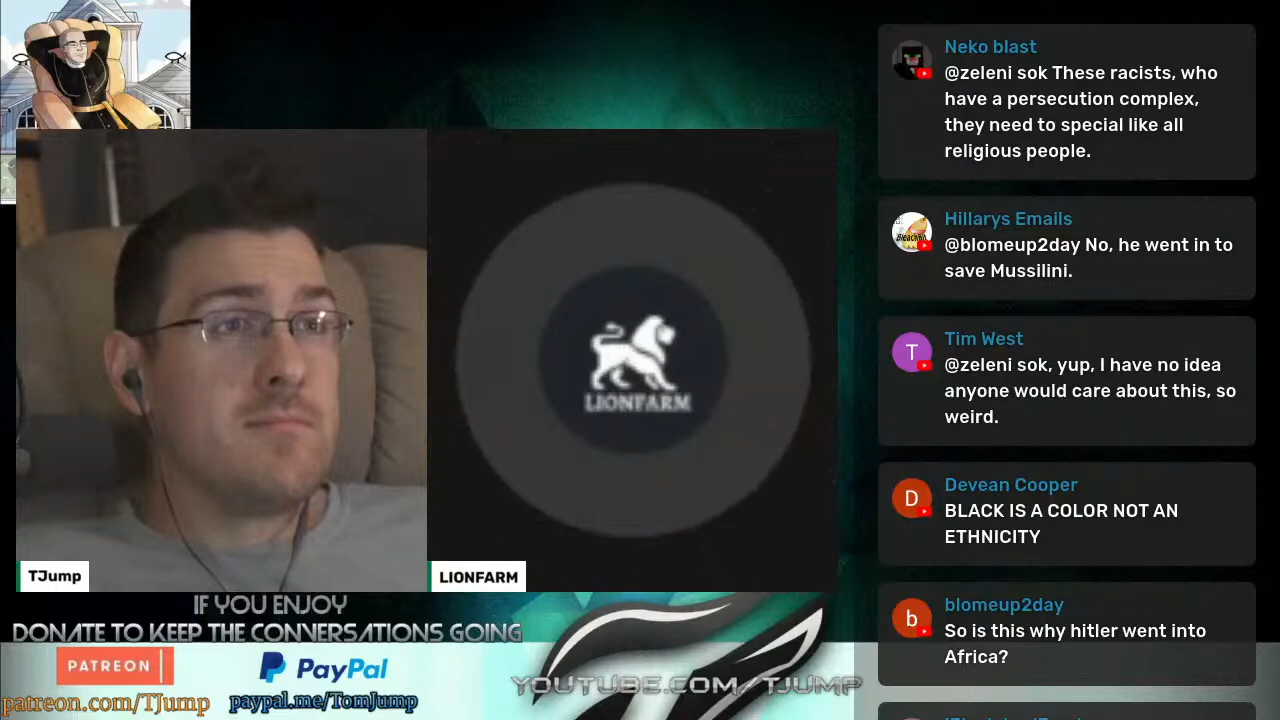 Neko blast
@zeleni sok These racists, who
have a persecution complex,
they need to special like all
religious people.
Hillarys Emails
@blomeup2day No, he went in to
save Mussilini.
Tim West
@zeleni sok, yup, I have no idea
anyone would care about this, so
weird.
T
Devean Cooper
BLACK IS A COLOR NOT AN
ETHNICITY
D
blomeup2day
So is this why hitler went into
Africa?
b
LIONFARM
TJump
LIONFARM
IF YOU ENJOY
DONATE TO KEEP THE CONVERSATIONS GOING
PATREON
PayPal
patreon.com/TJump
paypal.me/TomJump
YOUTUBE.COM/TJUMP